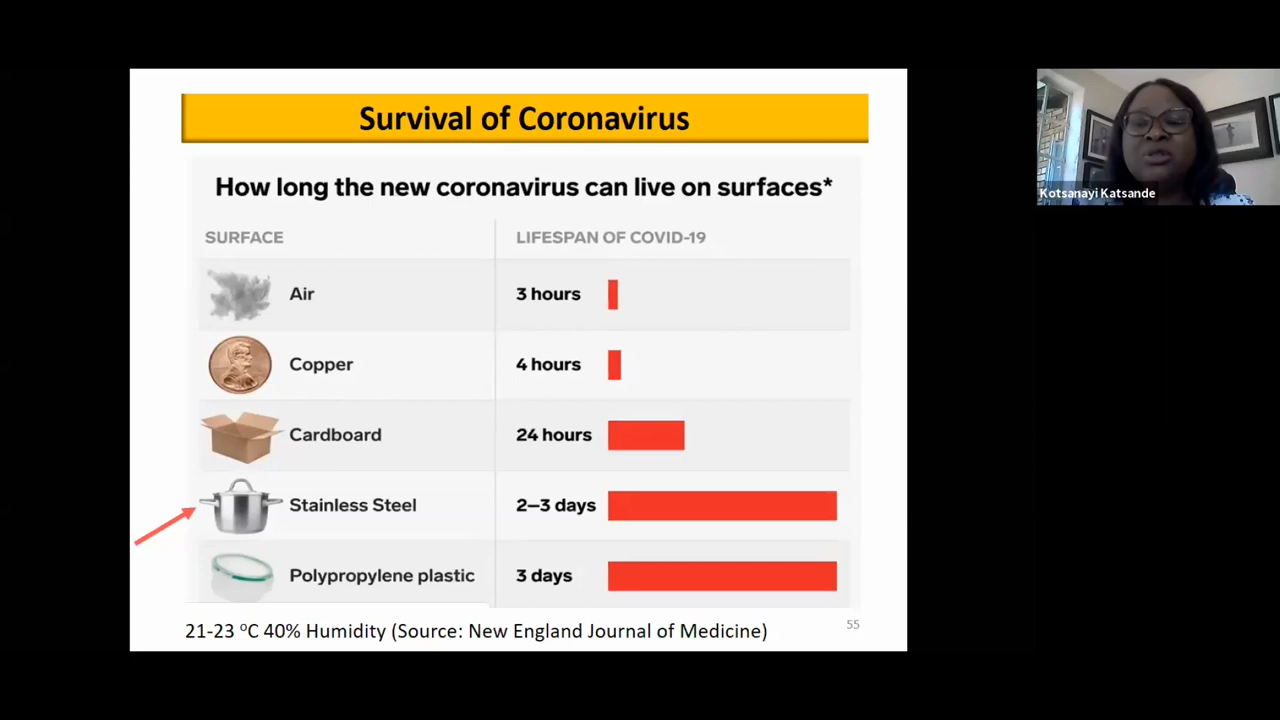 Survival of Coronavirus
How long the new coronavirus can live on surfaces*
SURFACE LIFESPAN OF COVID-19
Air 3 hours
Copper 4 hours
Cardboard 24 hours
Stainless Steel 2–3 days
Polypropylene plastic 3 days
21-23 ºC 40% Humidity (Source: New England Journal of Medicine)
55
Kotsanayi Katsande